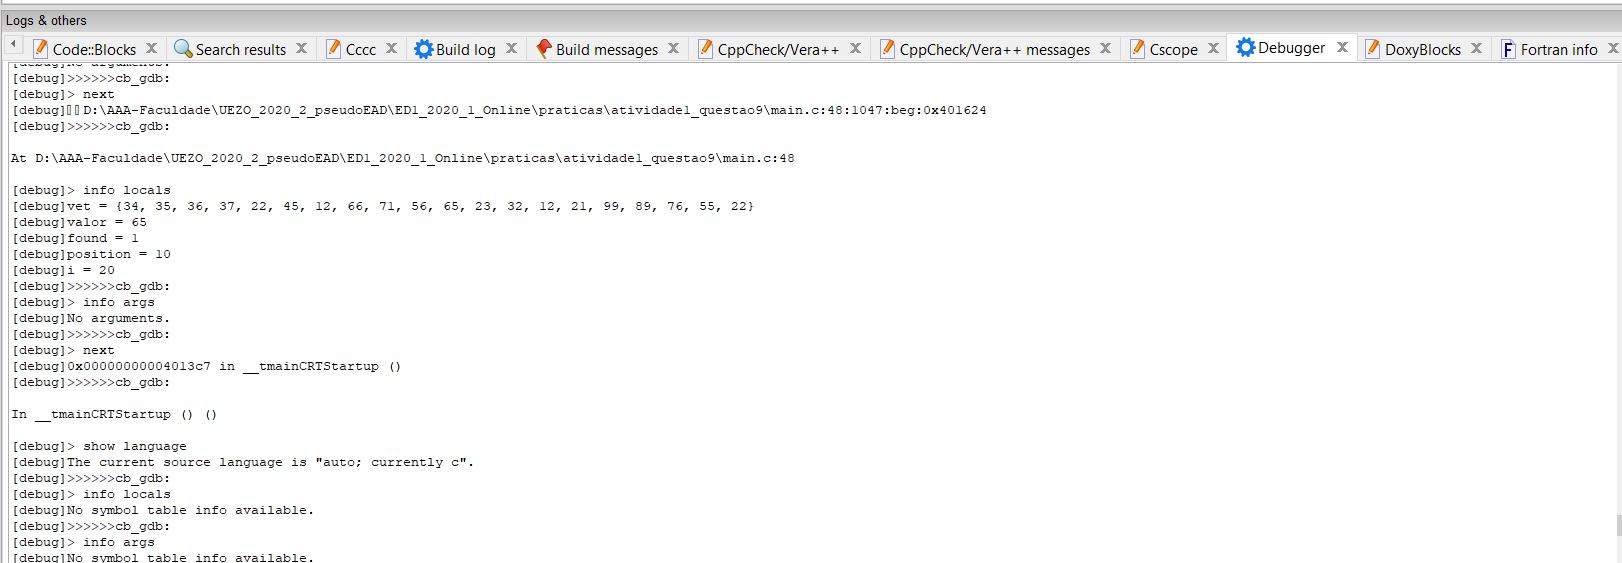 Logs & others
Code::Blocks X Search results X Cccc X Build log X Build messages X CppCheck/Vera++ X CppCheck/Vera++ messages X Cscope X Debugger X DoxyBlocks X Fortran info X
[debug]No arguments.
[debug]>>>>>>cb_gdb:
[debug]> next
[debug]D:\AAA-Faculdade\UEZO_2020_2_pseudoEAD\ED1_2020_1_Online\praticas\atividade1_questao9\main.c:48:1047:beg:0x401624
[debug]>>>>>>cb_gdb:
At D:\AAA-Faculdade\UEZO_2020_2_pseudoEAD\ED1_2020_1_Online\praticas\atividade1_questao9\main.c:48
[debug]> info locals
[debug]vet = {34, 35, 36, 37, 22, 45, 12, 66, 71, 56, 65, 23, 32, 12, 21, 99, 89, 76, 55, 22}
[debug]valor = 65
[debug]found = 1
[debug]position = 10
[debug]i = 20
[debug]>>>>>>cb_gdb:
[debug]> info args
[debug]No arguments.
[debug]>>>>>>cb_gdb:
[debug]> next
[debug]0x00000000004013c7 in __tmainCRTStartup ()
[debug]>>>>>>cb_gdb:
In __tmainCRTStartup () ()
[debug]> show language
[debug]The current source language is "auto; currently c".
[debug]>>>>>>cb_gdb:
[debug]> info locals
[debug]No symbol table info available.
[debug]>>>>>>cb_gdb:
[debug]> info args
[debug]No symbol table info available.